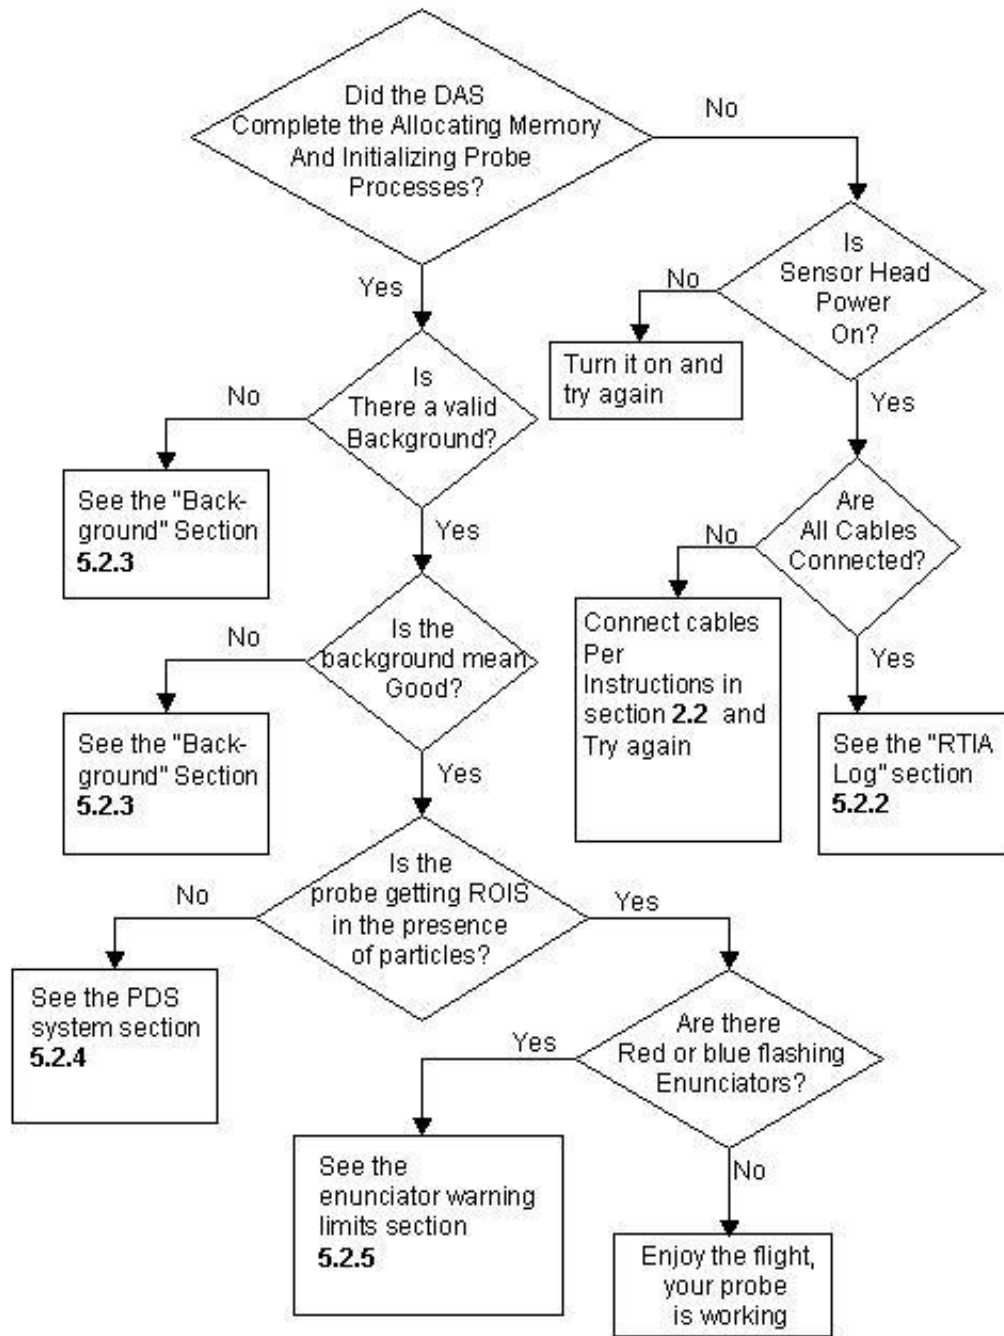 Did the DAS
Complete the Allocating Memory
And Initializing Probe
Processes?
No
Yes
Is
Sensor Head
Power
On?
No
Turn it on and
try again
Yes
Is
There a valid
Background?
No
See the "Back-
ground" Section
5.2.3
Yes
Are
All Cables
Connected?
No
Connect cables
Per
Instructions in
section 2.2 and
Try again
Yes
See the "RTIA
Log" section
5.2.2
Is the
background mean
Good?
No
See the "Back-
ground" Section
5.2.3
Yes
Is the
probe getting ROIS
in the presence
of particles?
No
See the PDS
system section
5.2.4
Yes
Are there
Red or blue flashing
Enunciators?
Yes
See the
enunciator warning
limits section
5.2.5
No
Enjoy the flight,
your probe
is working